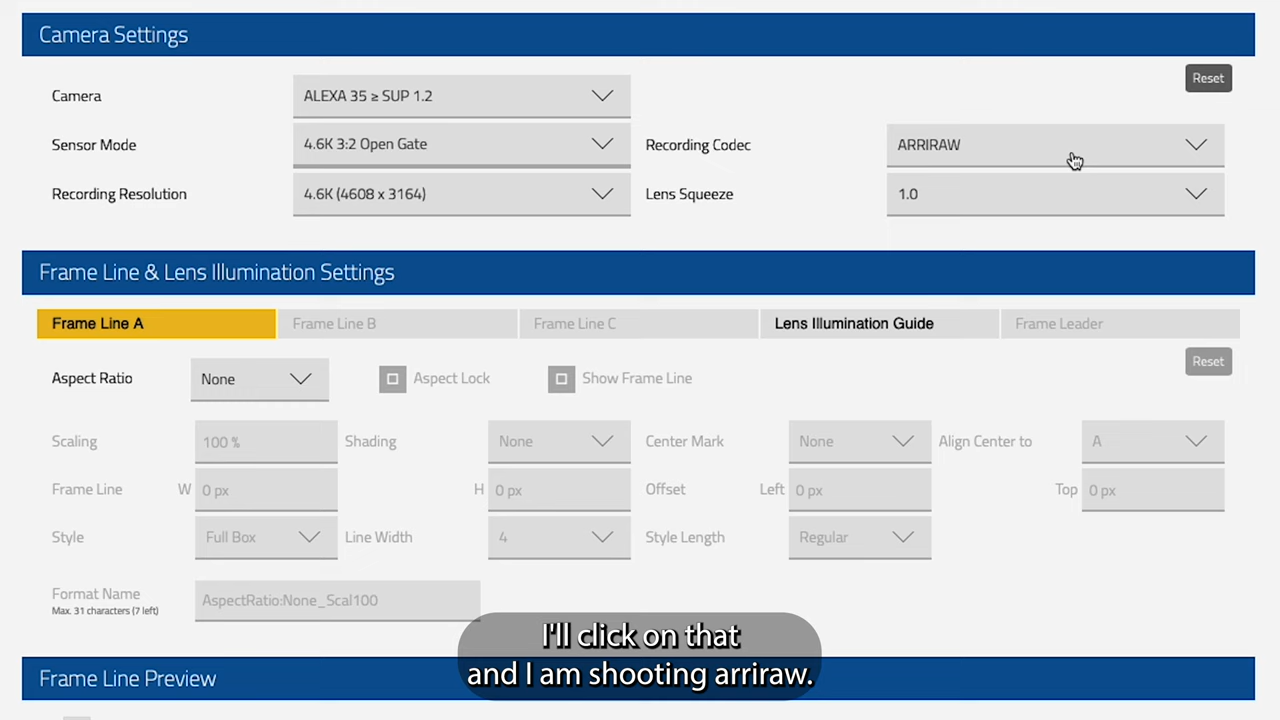 Camera Settings
Reset
Camera ALEXA 35 ≥ SUP 1.2
Sensor Mode 4.6K 3:2 Open Gate Recording Codec ARRIRAW
Recording Resolution 4.6K (4608 x 3164) Lens Squeeze 1.0
Frame Line & Lens Illumination Settings
Frame Line A Frame Line B Frame Line C Lens Illumination Guide Frame Leader
Reset
Aspect Ratio None Aspect Lock Show Frame Line
Scaling 100 % Shading None Center Mark None Align Center to A
Frame Line W 0 px H 0 px Offset Left 0 px Top 0 px
Style Full Box Line Width 4 Style Length Regular
Format Name AspectRatio:None_Scal100
Max. 31 characters (7 left)
I'll click on that
and I am shooting arriraw.
Frame Line Preview